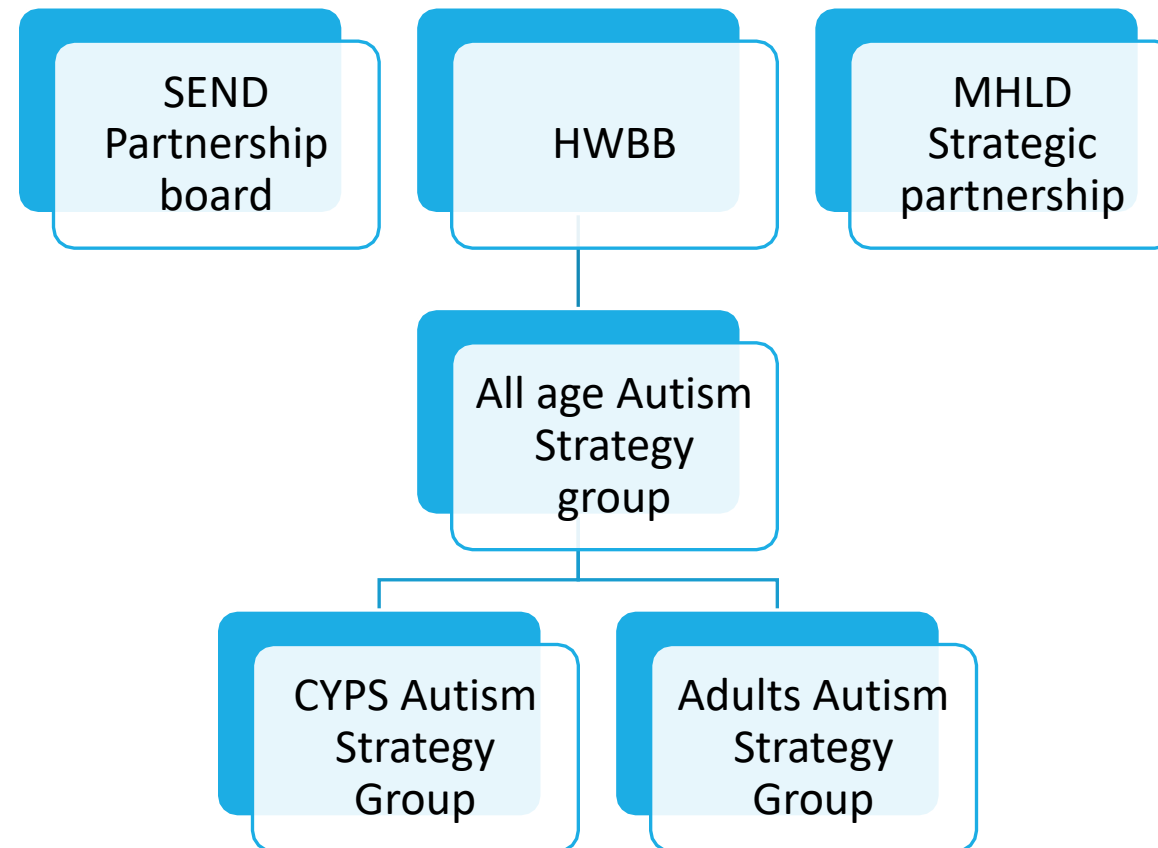 SEND
Partnership
board
HWBB
MHLD
Strategic
partnership
All age Autism
Strategy
group
CYPS Autism
Strategy
Group
Adults Autism
Strategy
Group